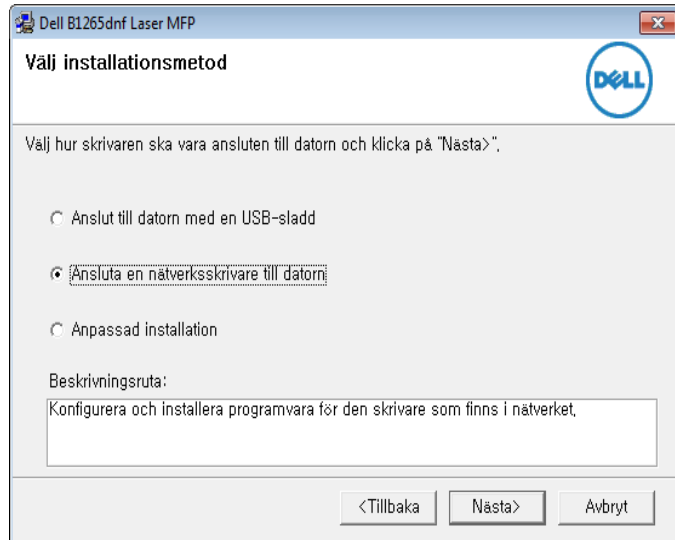 Dell B1265dnf Laser MFP
Välj installationsmetod
DELL
Välj hur skrivaren ska vara ansluten till datorn och klicka på "Nästa>",
Anslut till datorn med en USB-sladd
Ansluta en nätverksskrivare till datorn
Anpassad installation
Beskrivningsruta:
Konfigurera och installera programvara för den skrivare som finns i nätverket,
<Tillbaka
Nästa>
Avbryt